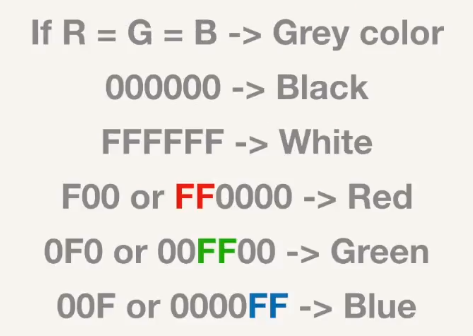 If R = G = B -> Grey color
000000 -> Black
FFFFFF -> White
F00 or FF0000 -> Red
0F0 or 00FF00 -> Green
00F or 0000FF -> Blue